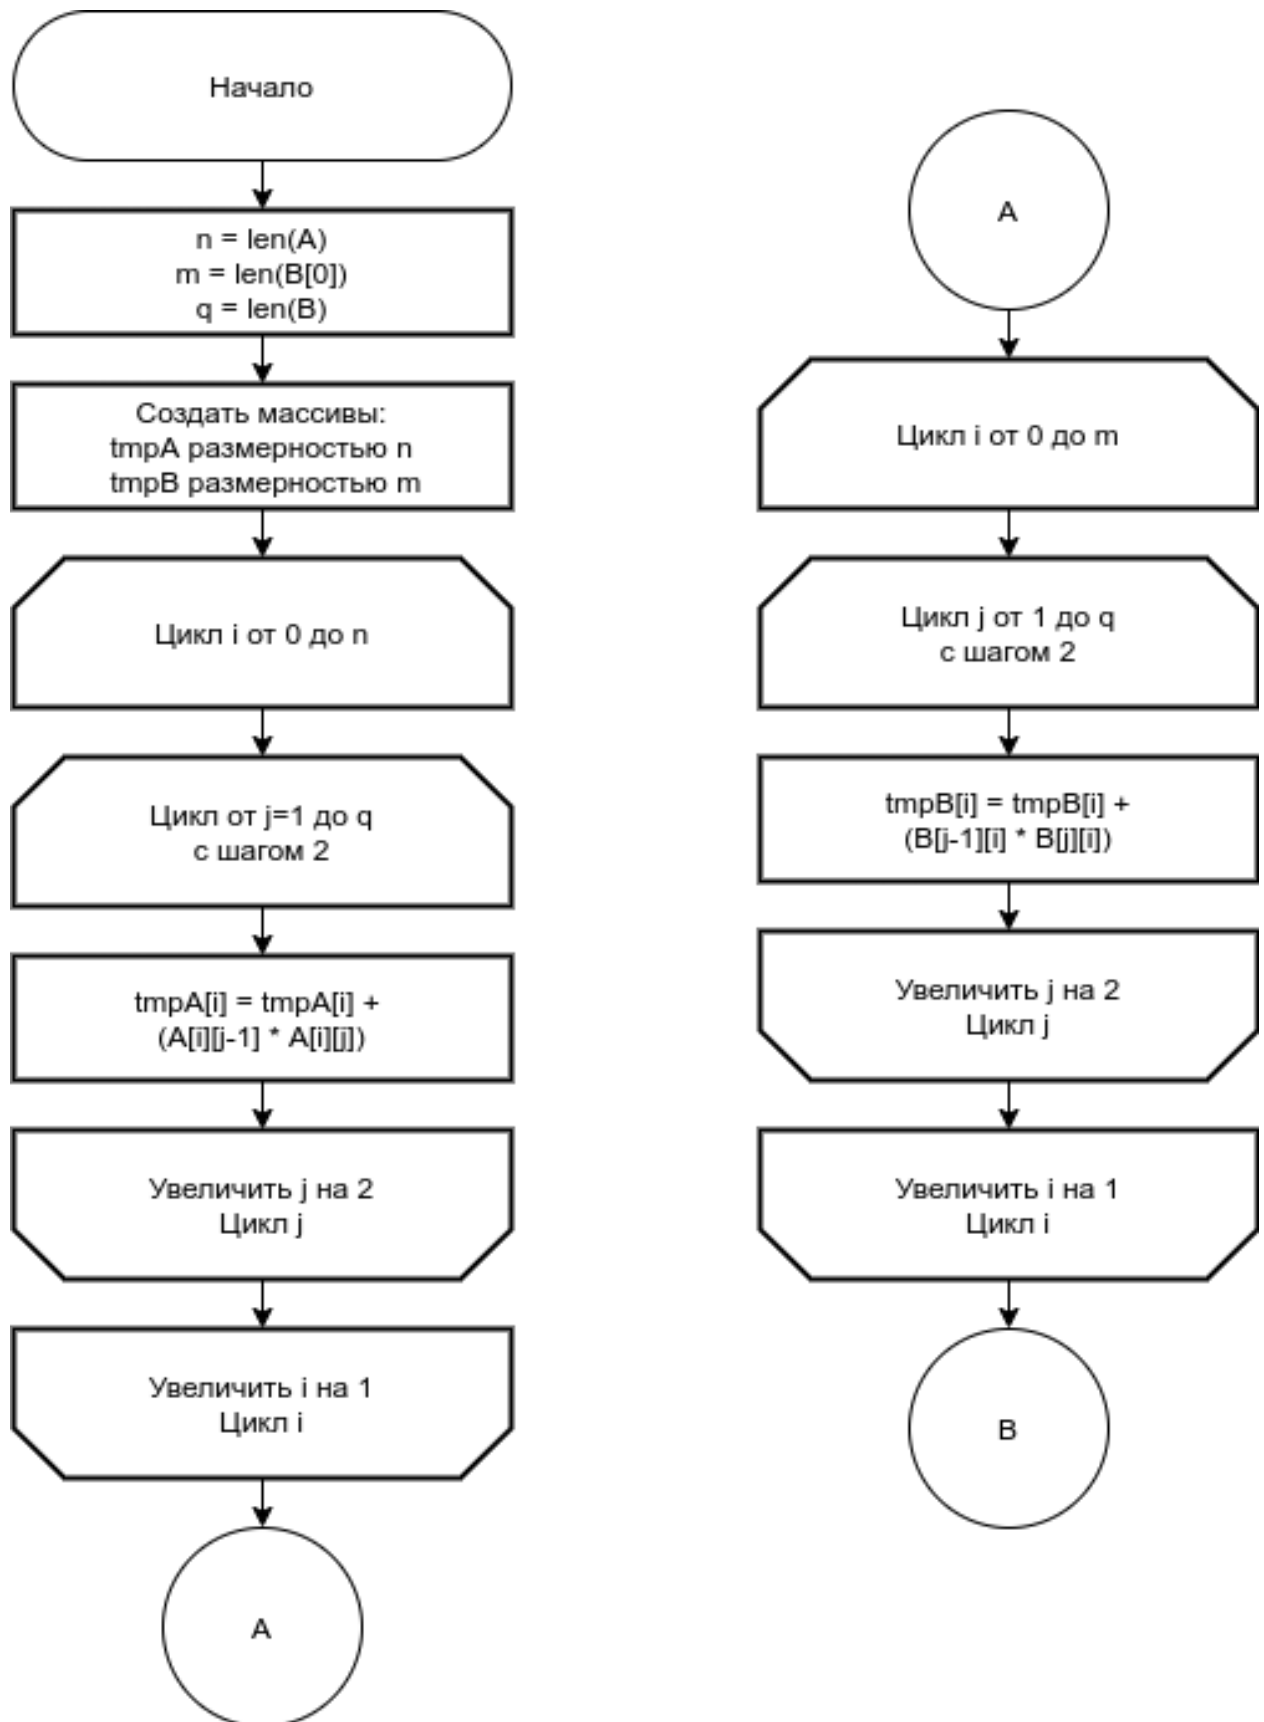 Начало
n = len(A)
m = len(B[0])
q = len(B)
Создать массивы:
tmpA размерностью n
tmpB размерностью m
Цикл i от 0 до n
Цикл от j=1 до q
с шагом 2
tmpA[i] = tmpA[i] +
(A[i][j-1] * A[i][j])
Увеличить j на 2
Цикл j
Увеличить i на 1
Цикл i
A
A
Цикл i от 0 до m
Цикл j от 1 до q
с шагом 2
tmpB[i] = tmpB[i] +
(B[j-1][i] * B[j][i])
Увеличить j на 2
Цикл j
Увеличить i на 1
Цикл i
B